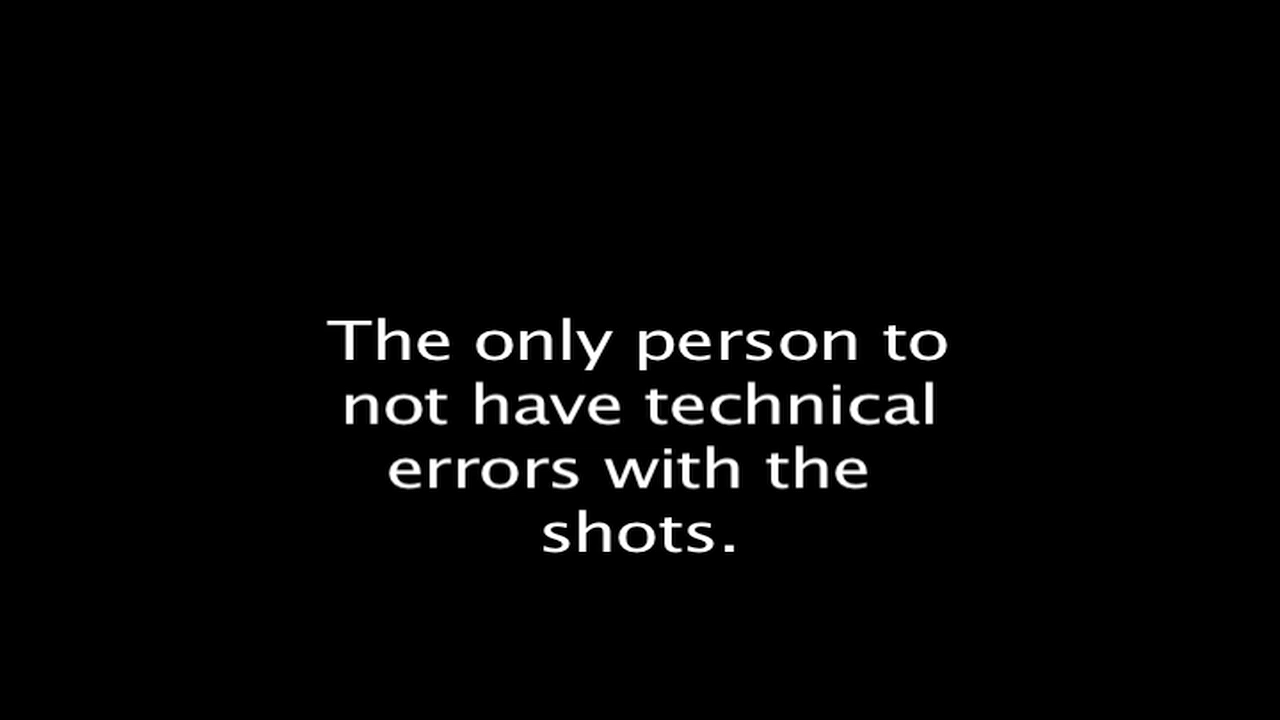 The only person to
not have technical
errors with the
shots.